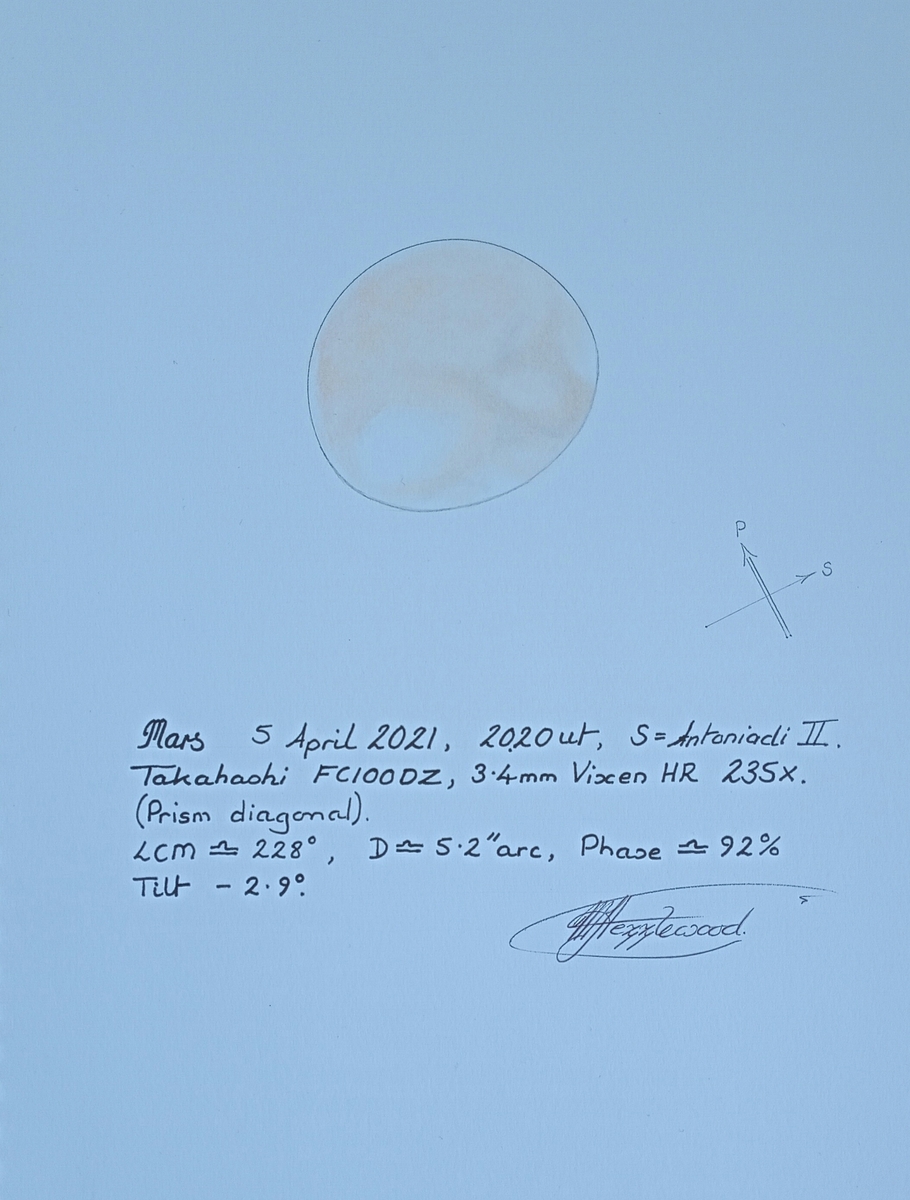 P
S
Mars 5 April 2021, 2020ut, S=Antoniadi II.
Takahashi FC100DZ, 3.4mm Vixen HR 235x.
(Prism diagonal).
LCM ≏ 228°, D≏ 5.2"arc, Phase ≏ 92%
Tilt - 2.9°.